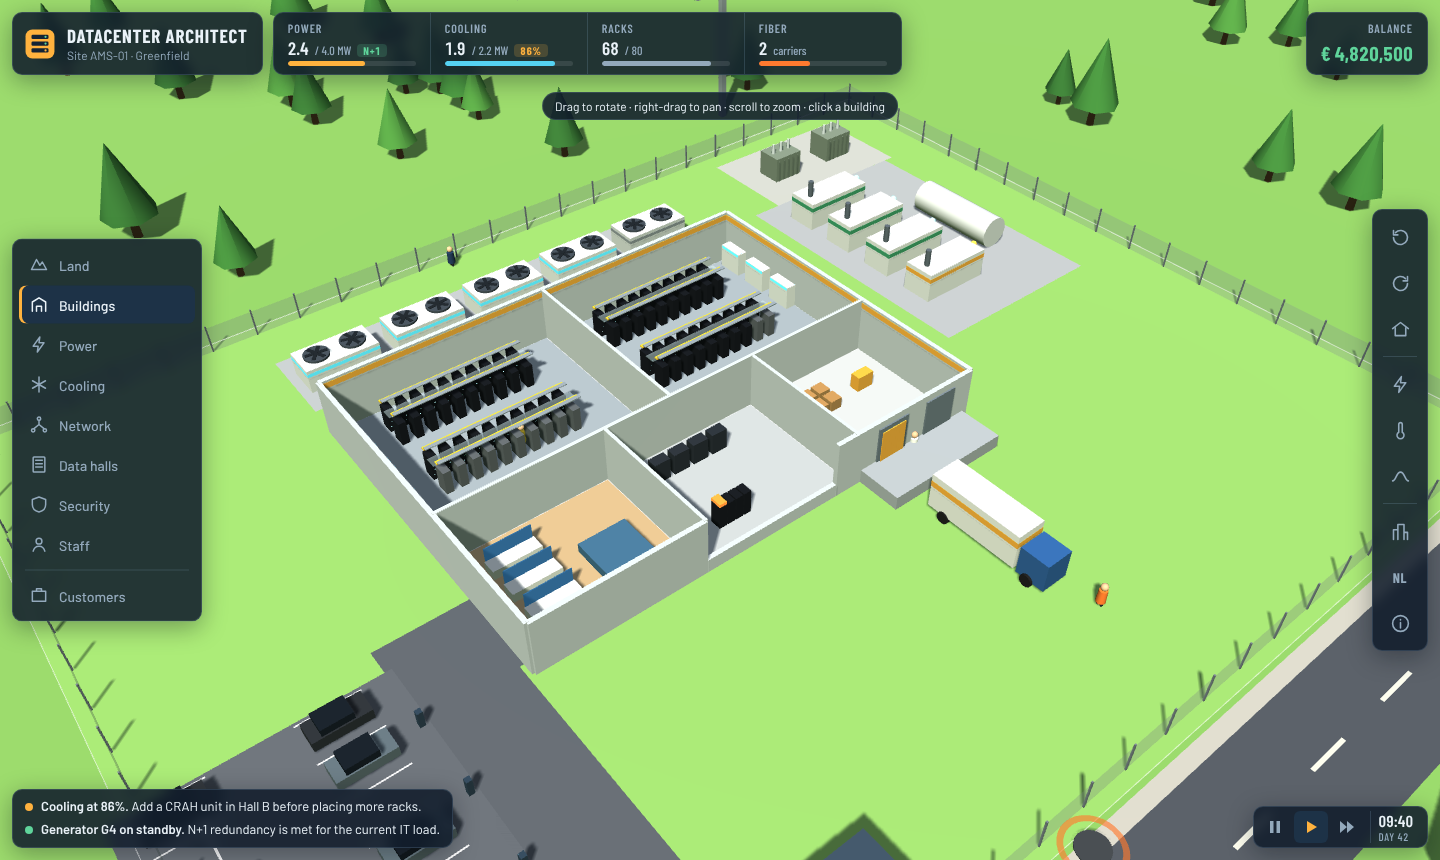 DATACENTER ARCHITECT
Site AMS-01 · Greenfield
POWER
2.4 / 4.0 MW N+1
COOLING
1.9 / 2.2 MW 86%
RACKS
68 / 80
FIBER
2 carriers
BALANCE
€ 4,820,500
Drag to rotate · right-drag to pan · scroll to zoom · click a building
Land
Buildings
Power
Cooling
Network
Data halls
Security
Staff
Customers
NL
Cooling at 86%. Add a CRAH unit in Hall B before placing more racks.
Generator G4 on standby. N+1 redundancy is met for the current IT load.
09:40
DAY 42